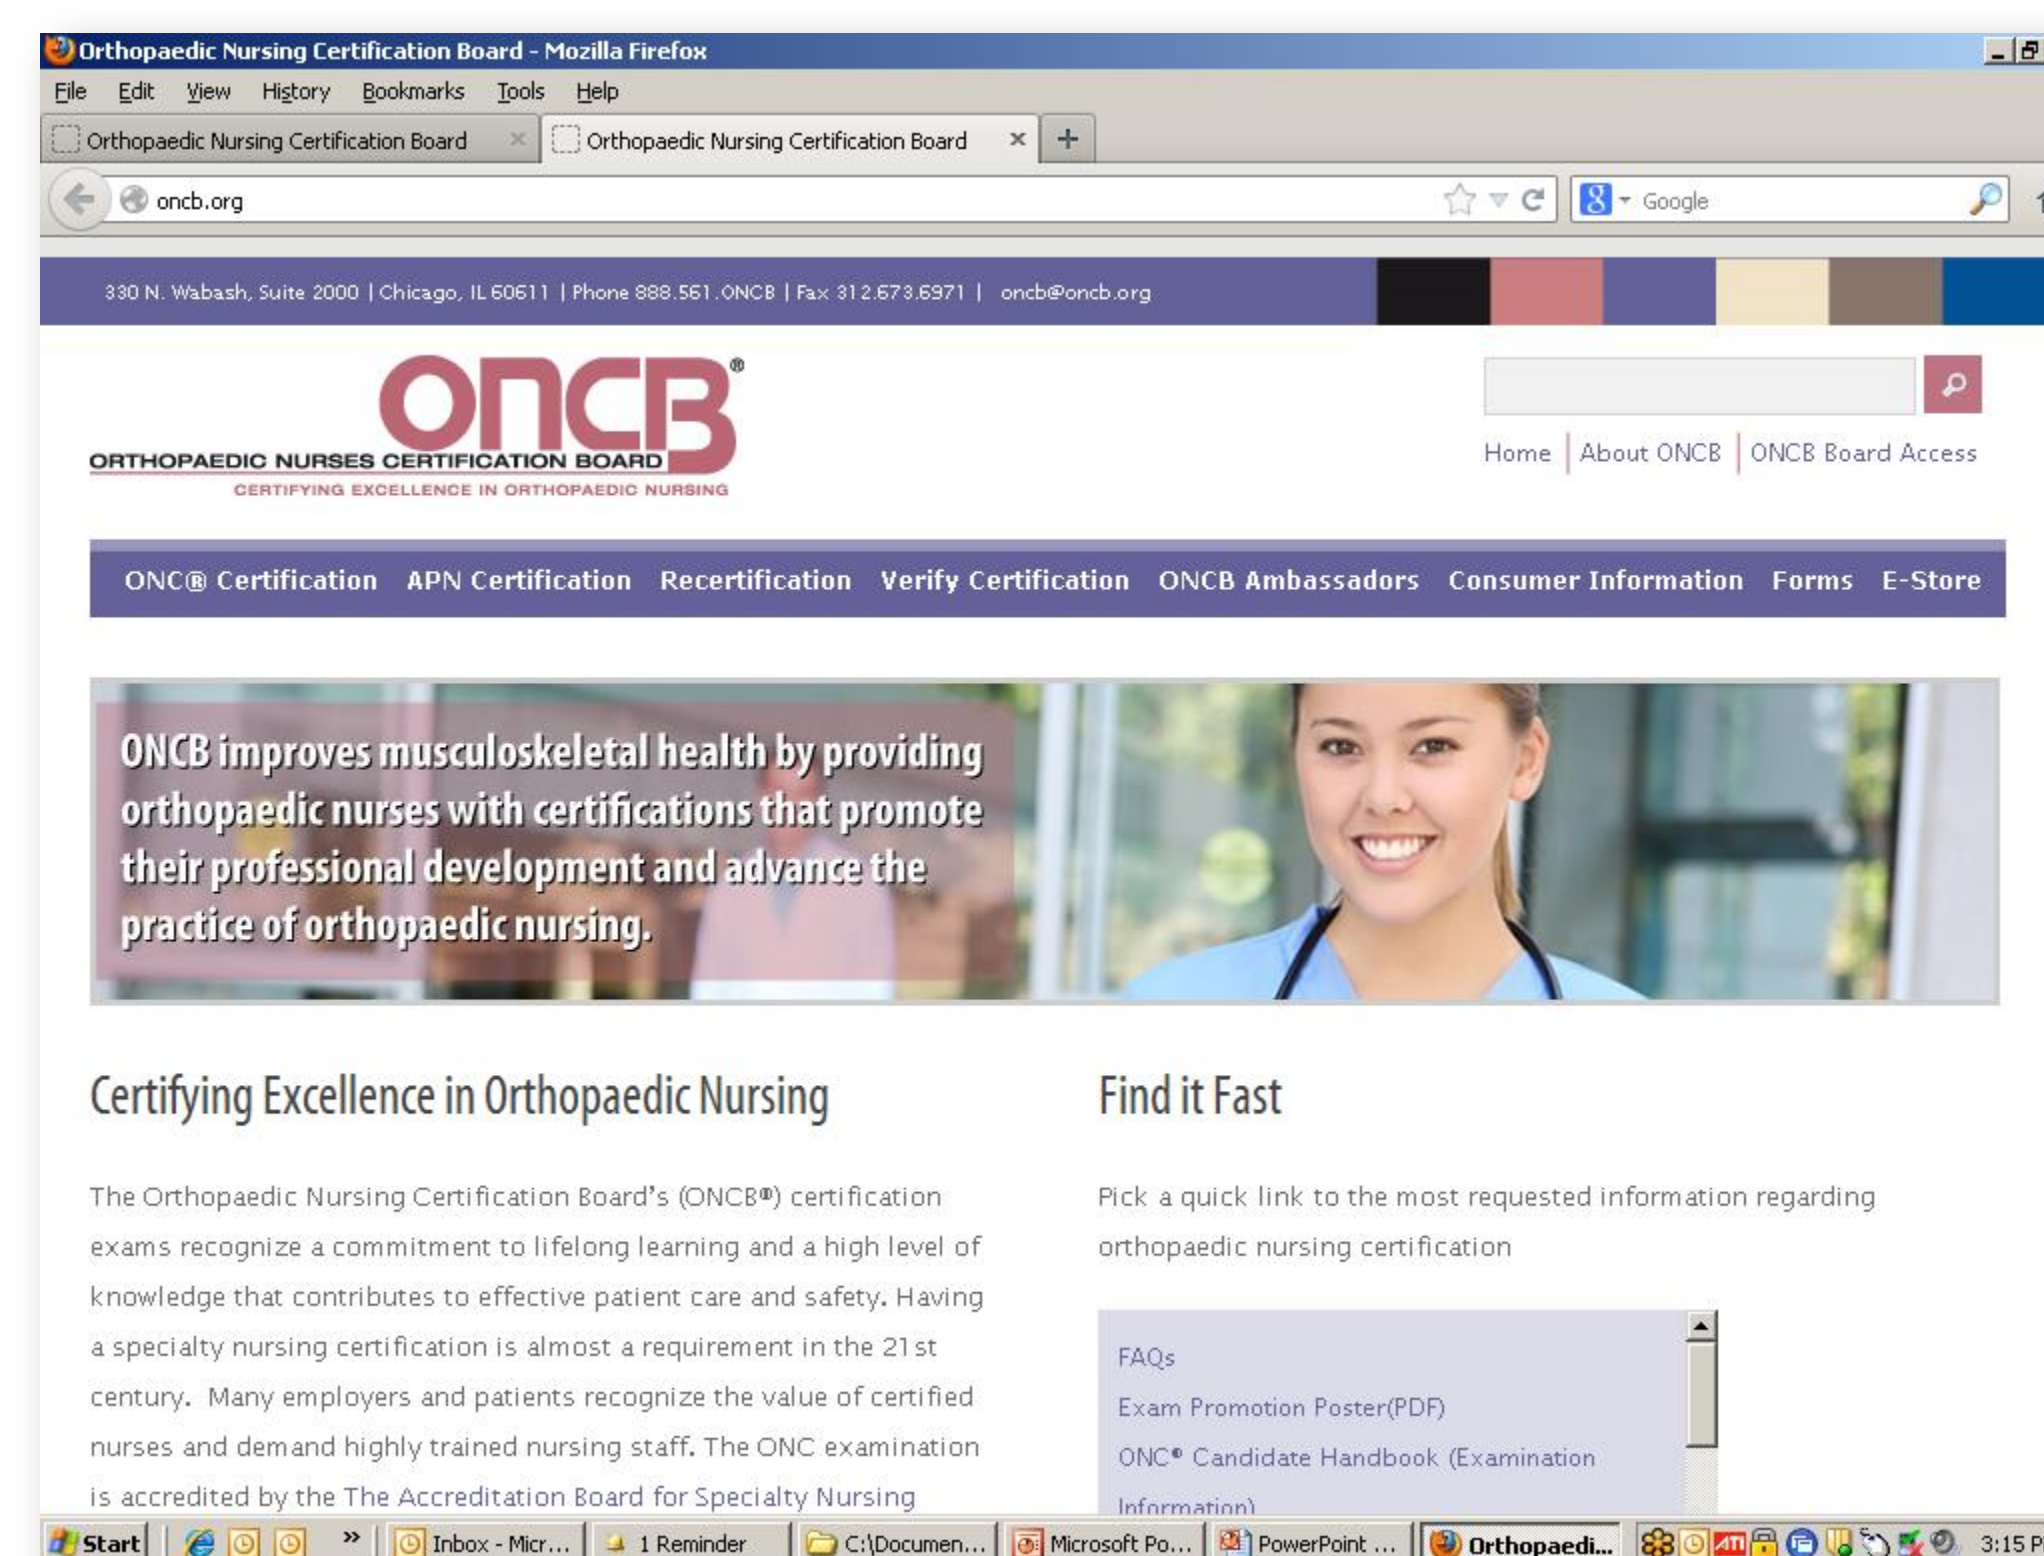 Orthopaedic Nursing Certification Board - Mozilla Firefox
File Edit View History Bookmarks Tools Help
Orthopaedic Nursing Certification Board Orthopaedic Nursing Certification Board
oncb.org
Google
330 N. Wabash, Suite 2000 | Chicago, IL 60611 | Phone 888.561.ONCB | Fax 312.673.6971 | oncb@oncb.org
ONCB®
ORTHOPAEDIC NURSES CERTIFICATION BOARD
CERTIFYING EXCELLENCE IN ORTHOPAEDIC NURSING
Home | About ONCB | ONCB Board Access
ONC® Certification APN Certification Recertification Verify Certification ONCB Ambassadors Consumer Information Forms E-Store
ONCB improves musculoskeletal health by providing
orthopaedic nurses with certifications that promote
their professional development and advance the
practice of orthopaedic nursing.
Certifying Excellence in Orthopaedic Nursing
The Orthopaedic Nursing Certification Board's (ONCB®) certification
exams recognize a commitment to lifelong learning and a high level of
knowledge that contributes to effective patient care and safety. Having
a specialty nursing certification is almost a requirement in the 21st
century. Many employers and patients recognize the value of certified
nurses and demand highly trained nursing staff. The ONC examination
is accredited by the The Accreditation Board for Specialty Nursing
Find it Fast
Pick a quick link to the most requested information regarding
orthopaedic nursing certification
FAQs
Exam Promotion Poster(PDF)
ONC® Candidate Handbook (Examination
Information)
Start » Inbox - Micr... 1 Reminder C:\Documen... Microsoft Po... PowerPoint ... Orthopaedi... ATI 3:15 P